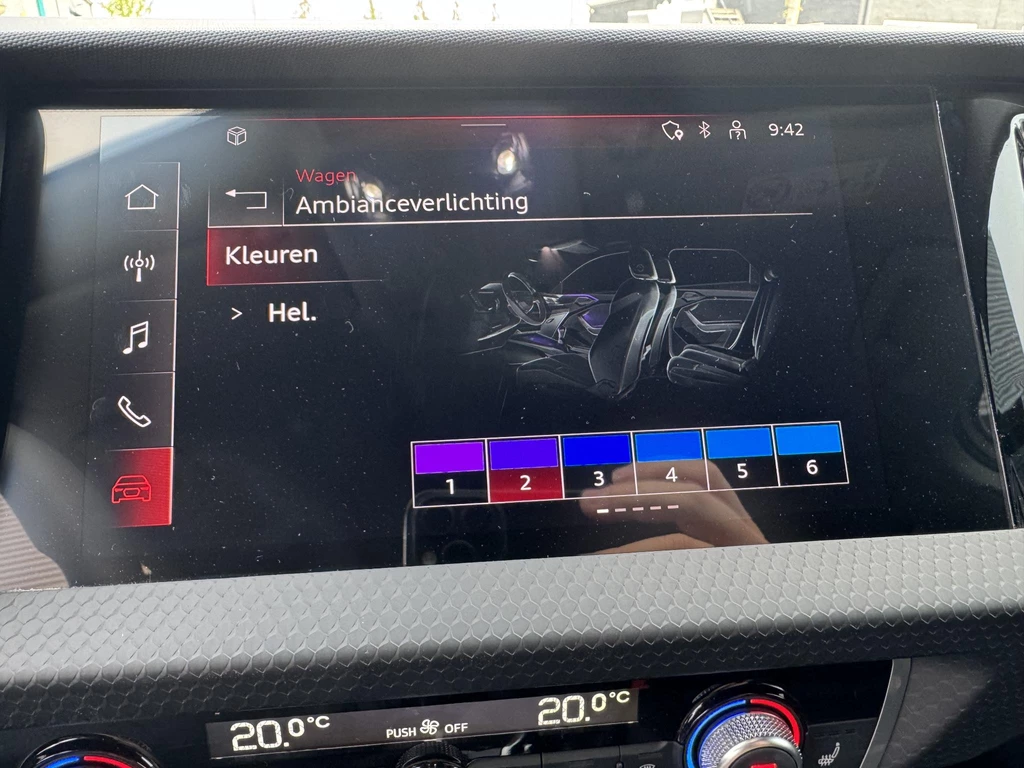 9:42
Wagen
Ambianceverlichting
Kleuren
> Hel.
1 2 3 4 5 6
20.0°C PUSH OFF 20.0°C